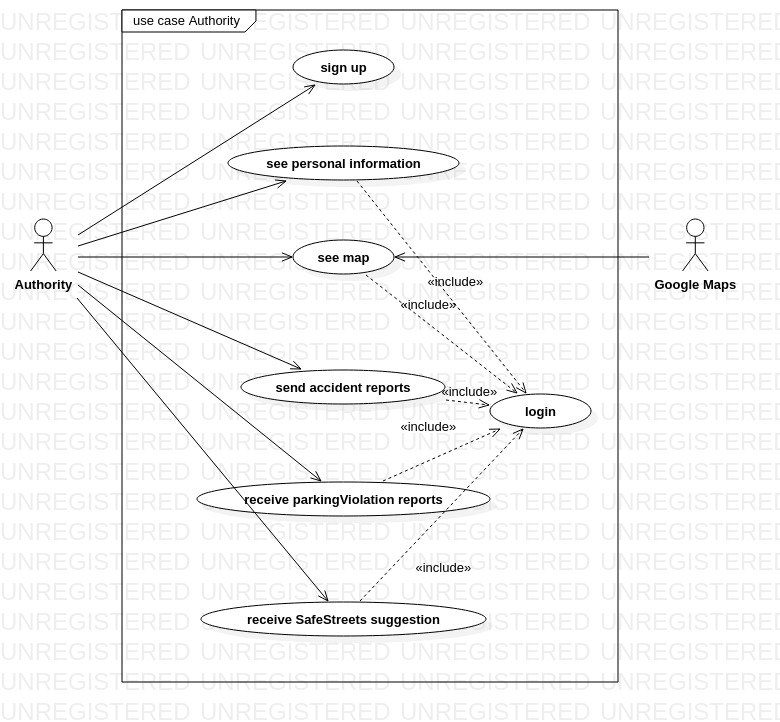 use case Authority
sign up
see personal information
see map
Authority
Google Maps
«include»
«include»
send accident reports
«include»
login
«include»
receive parkingViolation reports
«include»
receive SafeStreets suggestion
UNREGISTERED